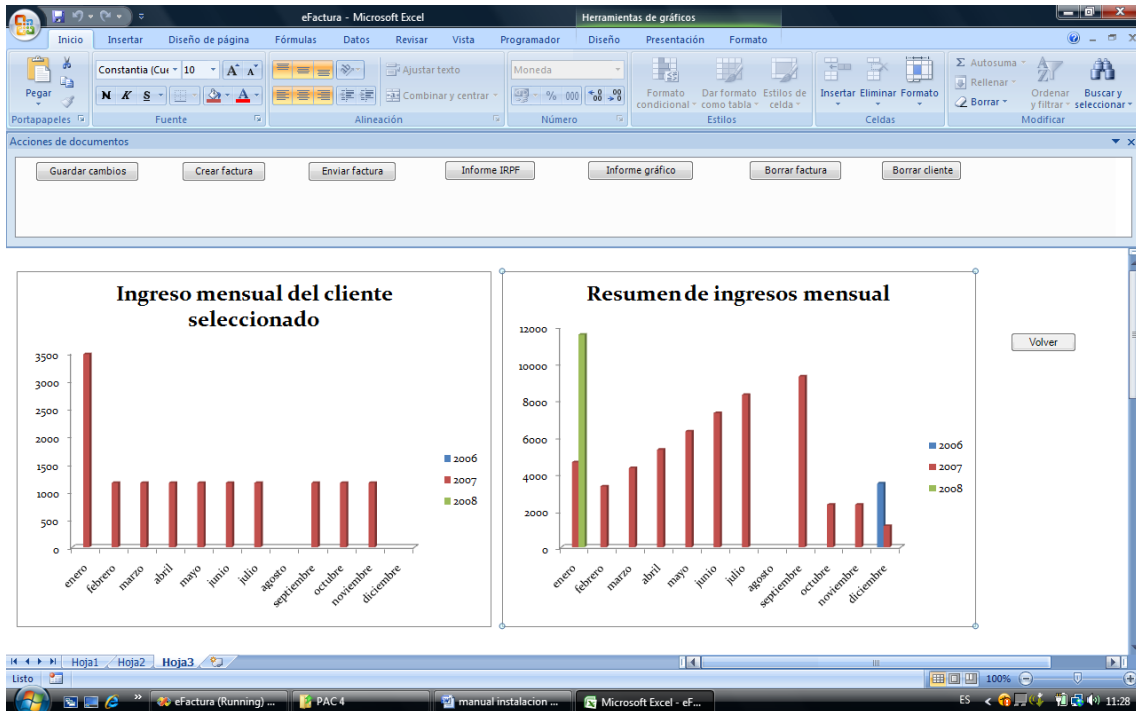 eFactura - Microsoft Excel
Herramientas de gráficos
Inicio Insertar Diseño de página Fórmulas Datos Revisar Vista Programador Diseño Presentación Formato
Pegar
Portapapeles
Constantia (Cue 10
N K S
Fuente
Ajustar texto
Combinar y centrar
Alineación
Moneda
% 000
Número
Formato condicional
Dar formato como tabla
Estilos de celda
Estilos
Insertar Eliminar Formato
Celdas
Σ Autosuma
Rellenar
Borrar
Ordenar y filtrar
Buscar y seleccionar
Modificar
Acciones de documentos
Guardar cambios Crear factura Enviar factura Informe IRPF Informe gráfico Borrar factura Borrar cliente
Ingreso mensual del cliente
seleccionado
3500
3000
2500
2000
1500
1000
500
0
enero febrero marzo abril mayo junio julio agosto septiembre octubre noviembre diciembre
2006
2007
2008
Resumen de ingresos mensual
12000
10000
8000
6000
4000
2000
0
enero febrero marzo abril mayo junio julio agosto septiembre octubre noviembre diciembre
2006
2007
2008
Volver
Hoja1 Hoja2 Hoja3
Listo
100%
eFactura (Running) ... PAC 4 manual instalacion ... Microsoft Excel - eF... ES 11:28